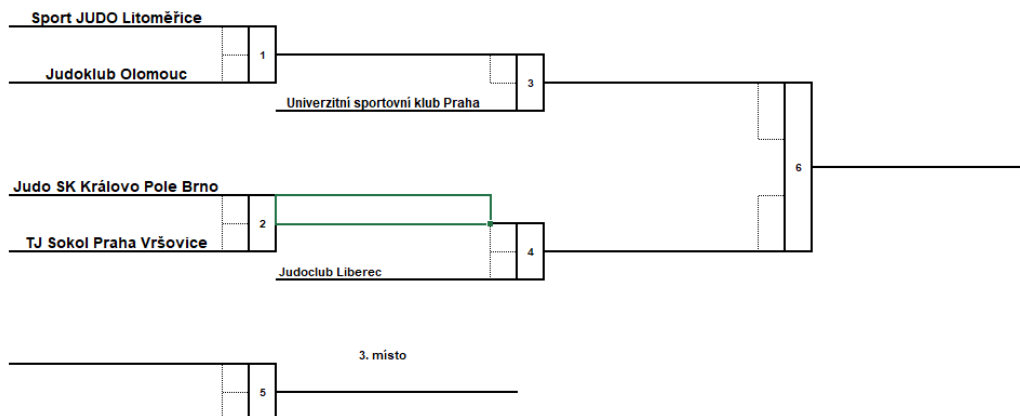 Sport JUDO Litoměřice
1
Judoklub Olomouc
3
Univerzitní sportovní klub Praha
6
Judo SK Královo Pole Brno
2
TJ Sokol Praha Vršovice
4
Judoclub Liberec
3. místo
5